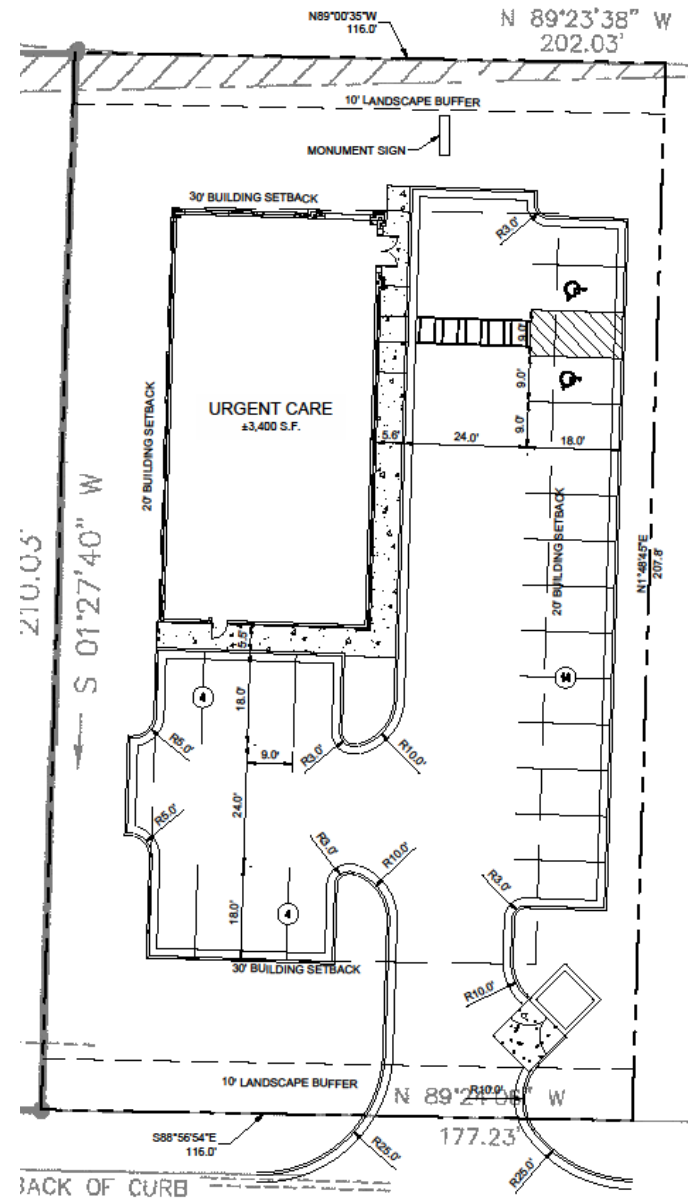 N89°00'35"W
116.0'
N 89°23'38" W
202.03'
10' LANDSCAPE BUFFER
MONUMENT SIGN
30' BUILDING SETBACK
R3.0'
9.0'
9.0'
9.0'
URGENT CARE
±3,400 S.F.
5.6'
24.0'
18.0'
20' BUILDING SETBACK
20' BUILDING SETBACK
N1°48'45"E
207.8'
210.03'
S 01°27'40" W
5.5'
4
18.0'
14
R5.0'
9.0'
R3.0'
R10.0'
24.0'
R5.0'
R3.0'
R10.0'
R3.0'
18.0'
4
30' BUILDING SETBACK
R10.0'
10' LANDSCAPE BUFFER
N 89°24'06" W
R10.0'
177.23'
S88°56'54"E
116.0'
R25.0'
R25.0'
BACK OF CURB